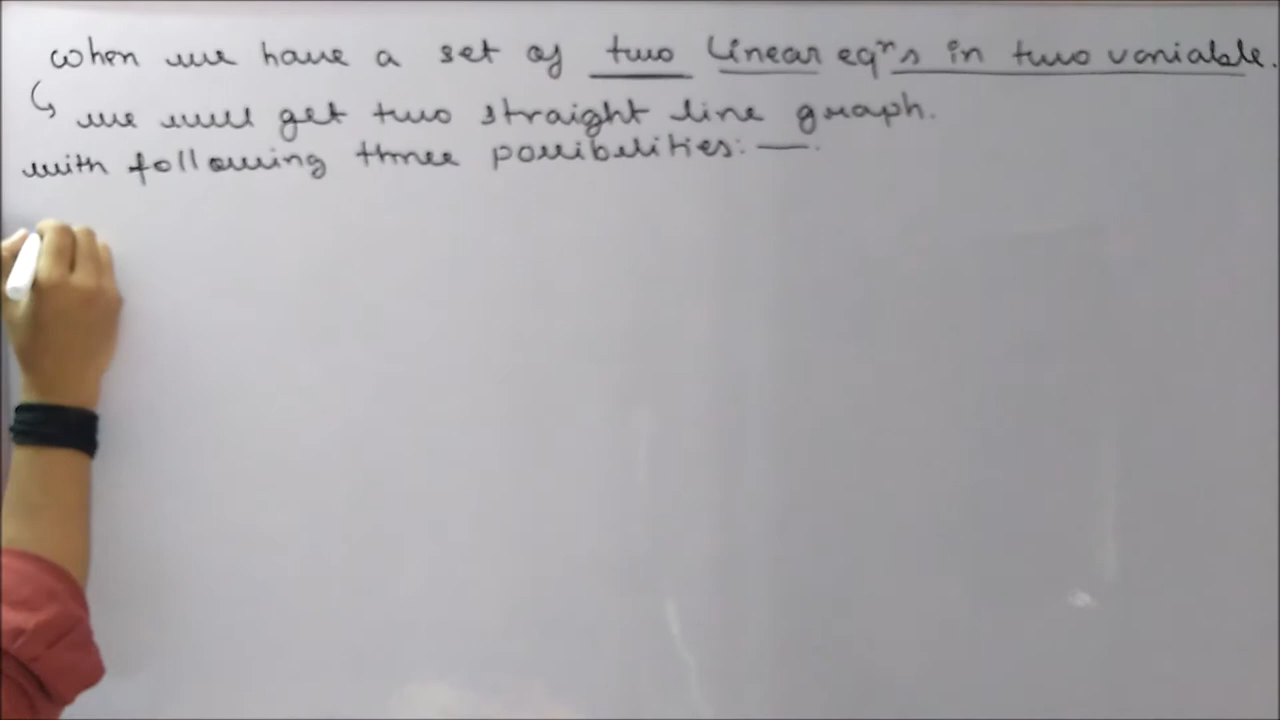 when we have a set of two linear eqⁿs in two variable.
we will get two straight line graph.
with following three possibilities: —.